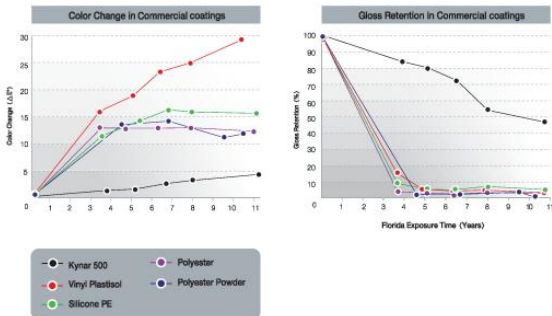 Color Change in Commercial coatings
Color Change (△E*)
30
25
20
15
10
5
0 1 2 3 4 5 6 7 8 9 10 11
Gloss Retention in Commercial coatings
Gloss Retention (%)
100
90
80
70
60
50
40
30
20
10
0 1 2 3 4 5 6 7 8 9 10 11
Florida Exposure Time (Years)
Kynar 500
Vinyl Plastisol
Silicone PE
Polyester
Polyester Powder